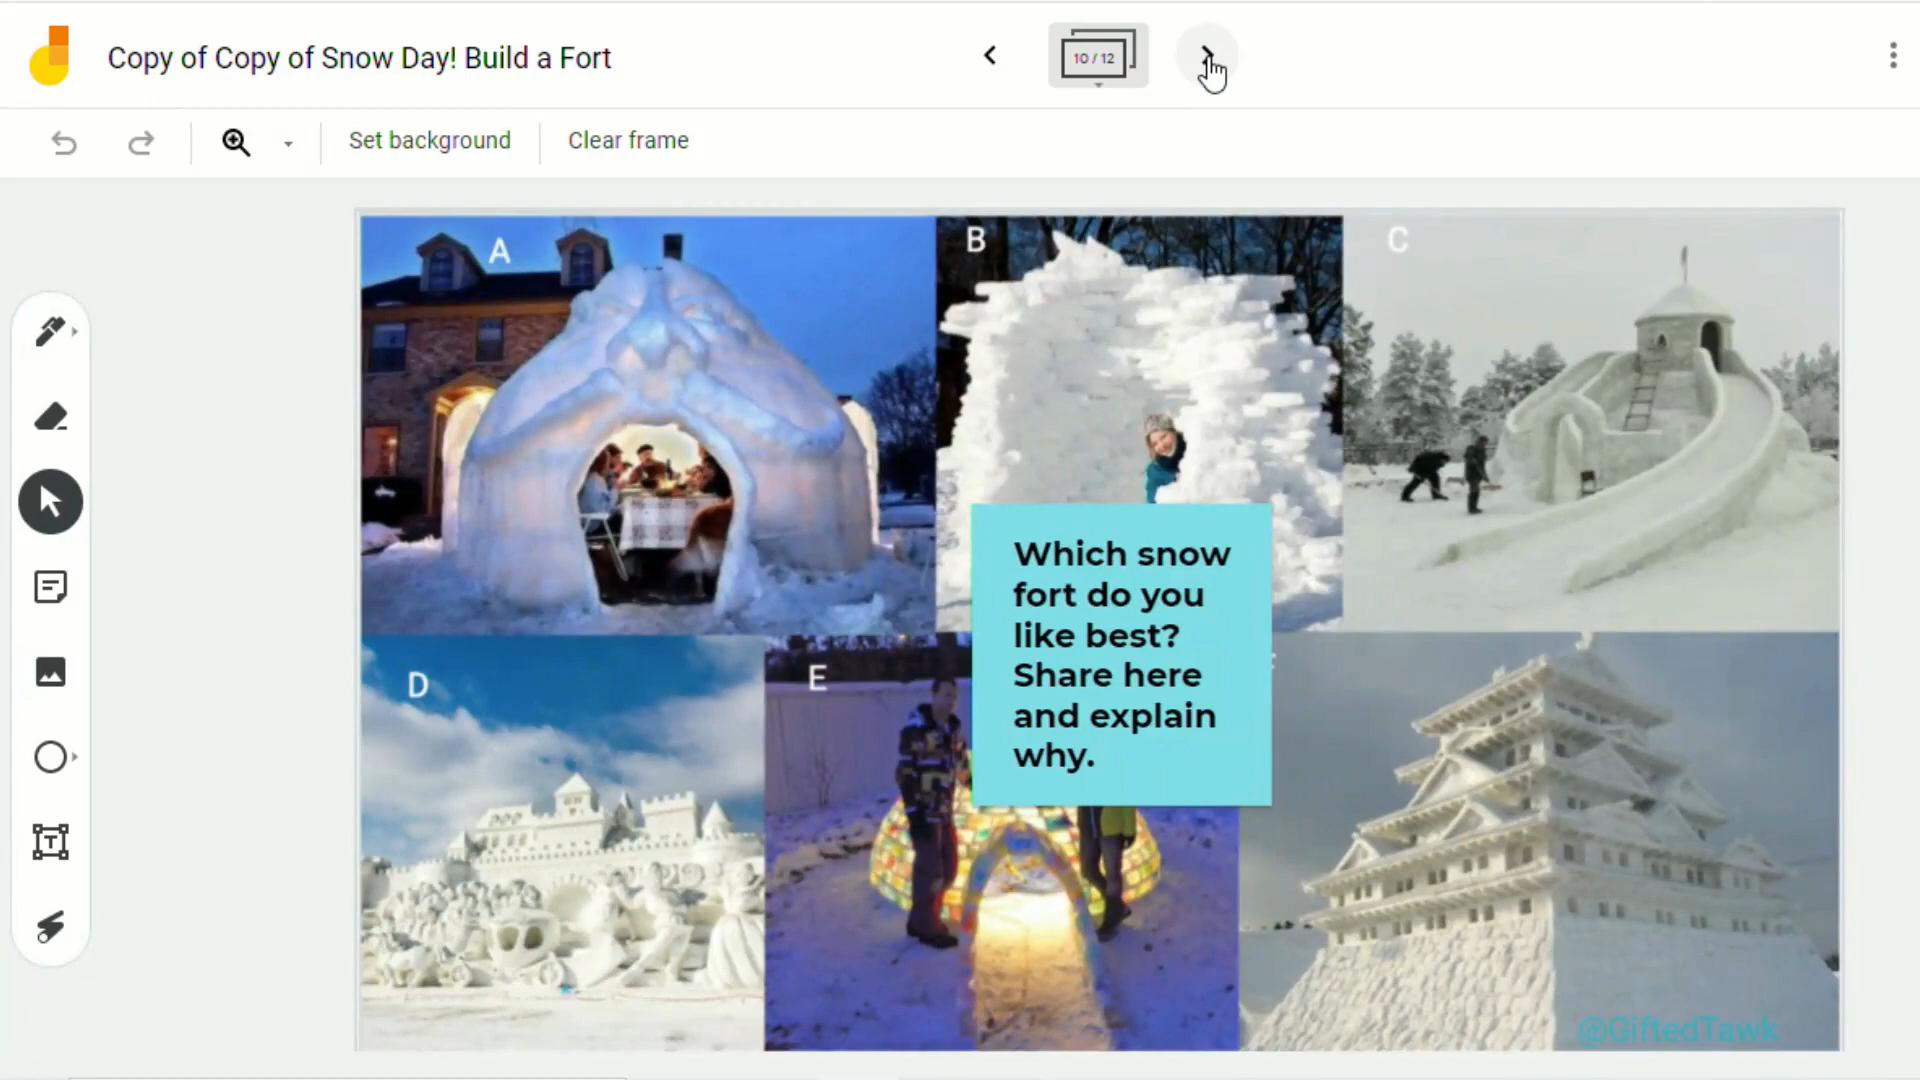 Copy of Copy of Snow Day! Build a Fort
10 / 12
Set background
Clear frame
A
B
C
D
E
Which snow
fort do you
like best?
Share here
and explain
why.
@GiftedTawk